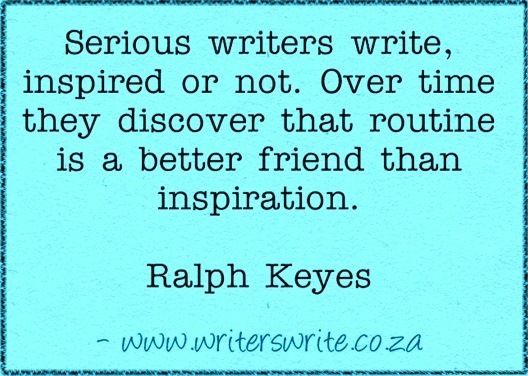 Serious writers write,
inspired or not. Over time
they discover that routine
is a better friend than
inspiration.
Ralph Keyes
- www.writerswrite.co.za